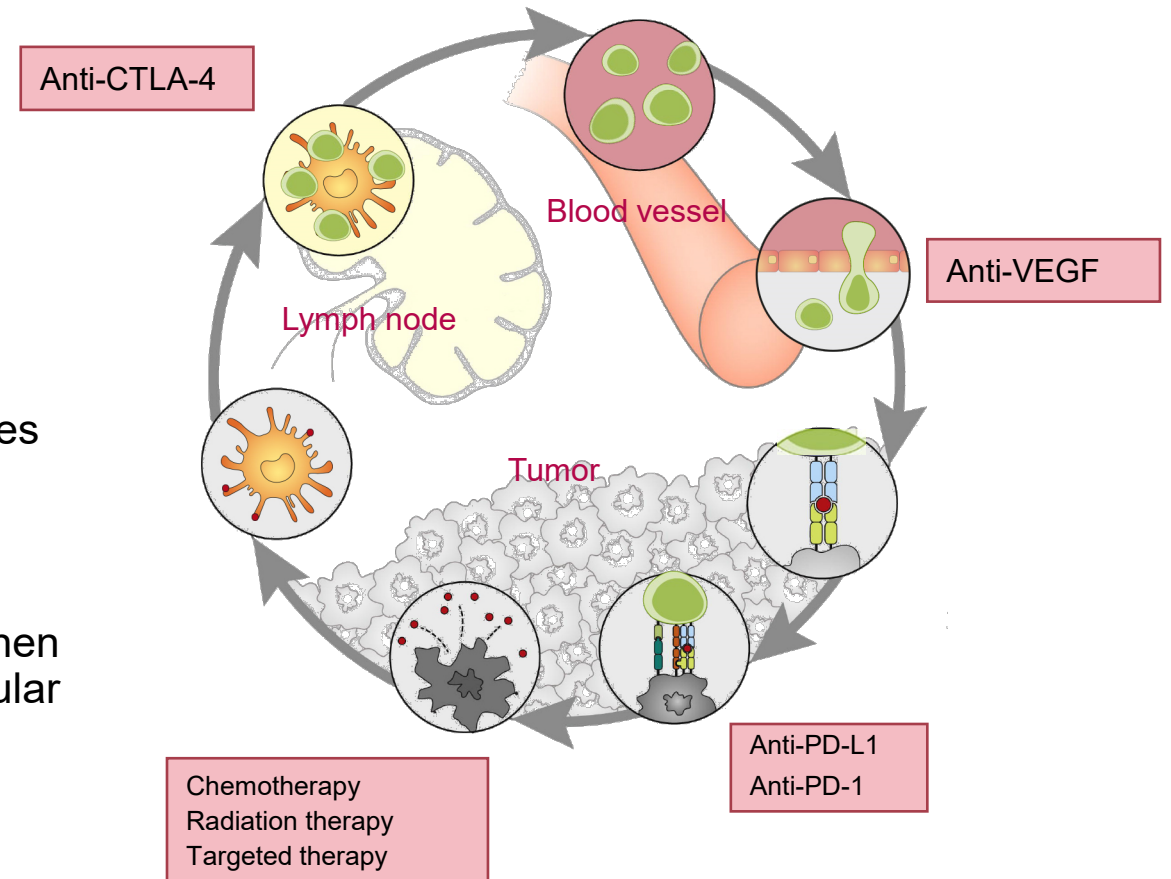 Anti-CTLA-4
Blood vessel
Anti-VEGF
Lymph node
es
Tumor
nen
ular
Anti-PD-L1
Anti-PD-1
Chemotherapy
Radiation therapy
Targeted therapy